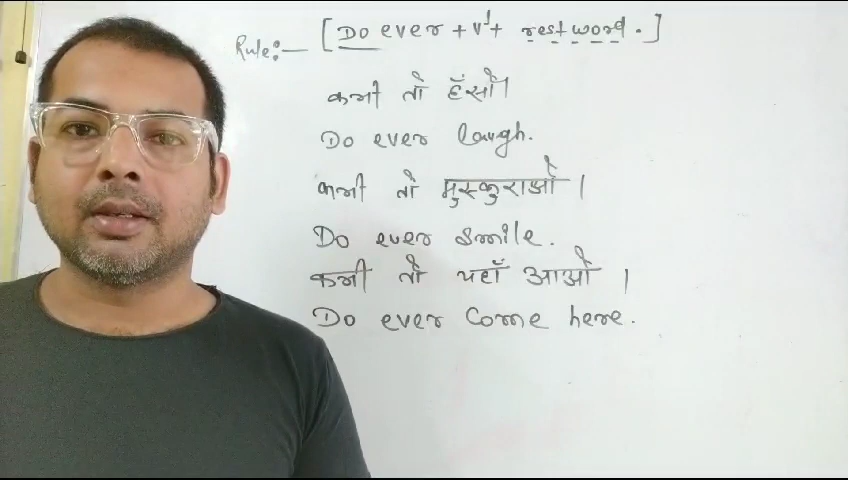 Rule:- [Do ever + V¹ + rest word.]
कभी तो हँसो।
Do ever laugh.
कभी तो मुस्कुराओ।
Do ever smile.
कभी तो यहाँ आओ।
Do ever Come here.